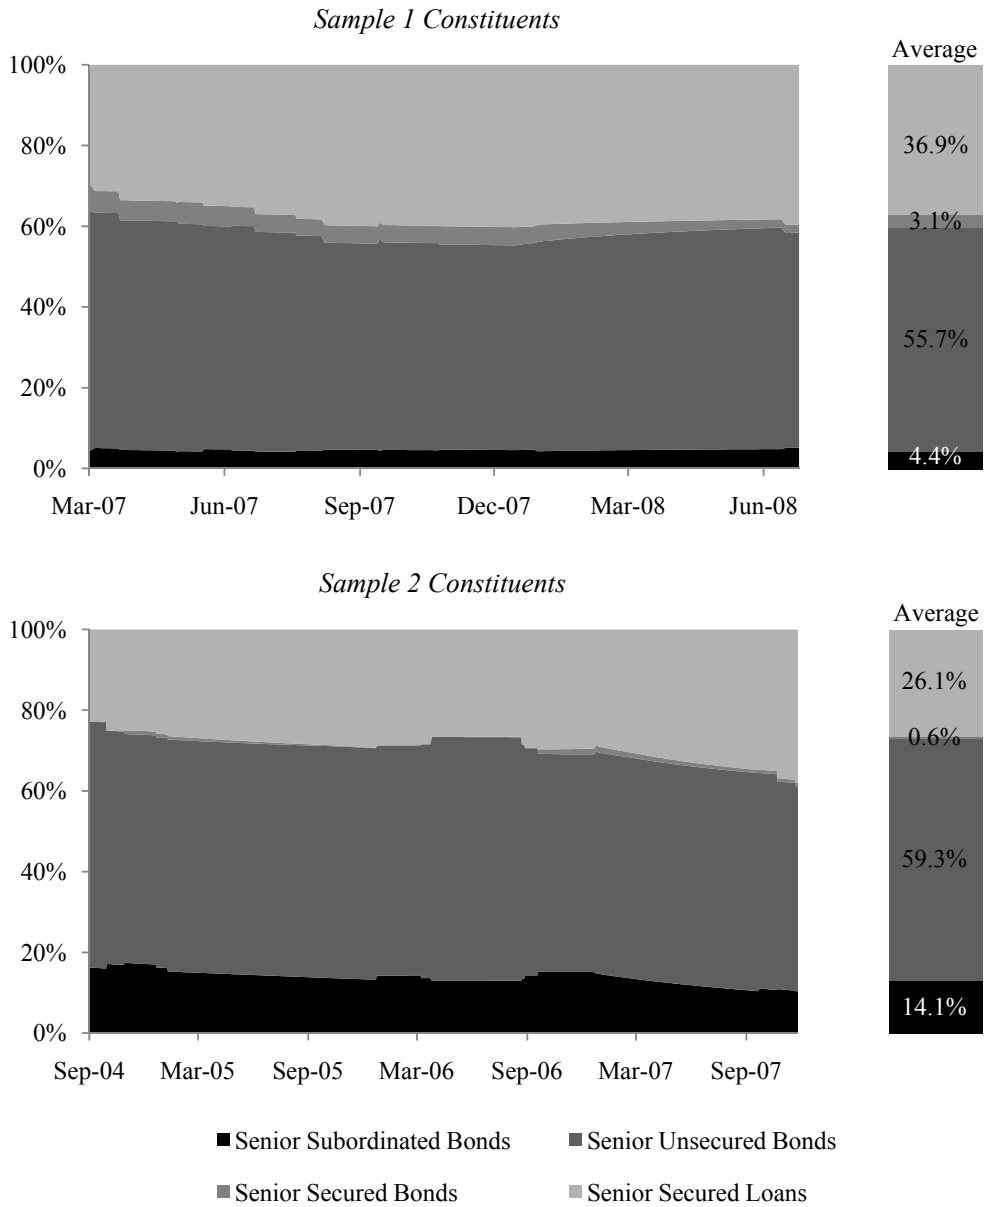 Sample 1 Constituents
Average
100%
80%
60%
40%
20%
0%
36.9%
3.1%
55.7%
4.4%
Mar-07 Jun-07 Sep-07 Dec-07 Mar-08 Jun-08
Sample 2 Constituents
Average
100%
80%
60%
40%
20%
0%
26.1%
0.6%
59.3%
14.1%
Sep-04 Mar-05 Sep-05 Mar-06 Sep-06 Mar-07 Sep-07
Senior Subordinated Bonds Senior Unsecured Bonds
Senior Secured Bonds Senior Secured Loans